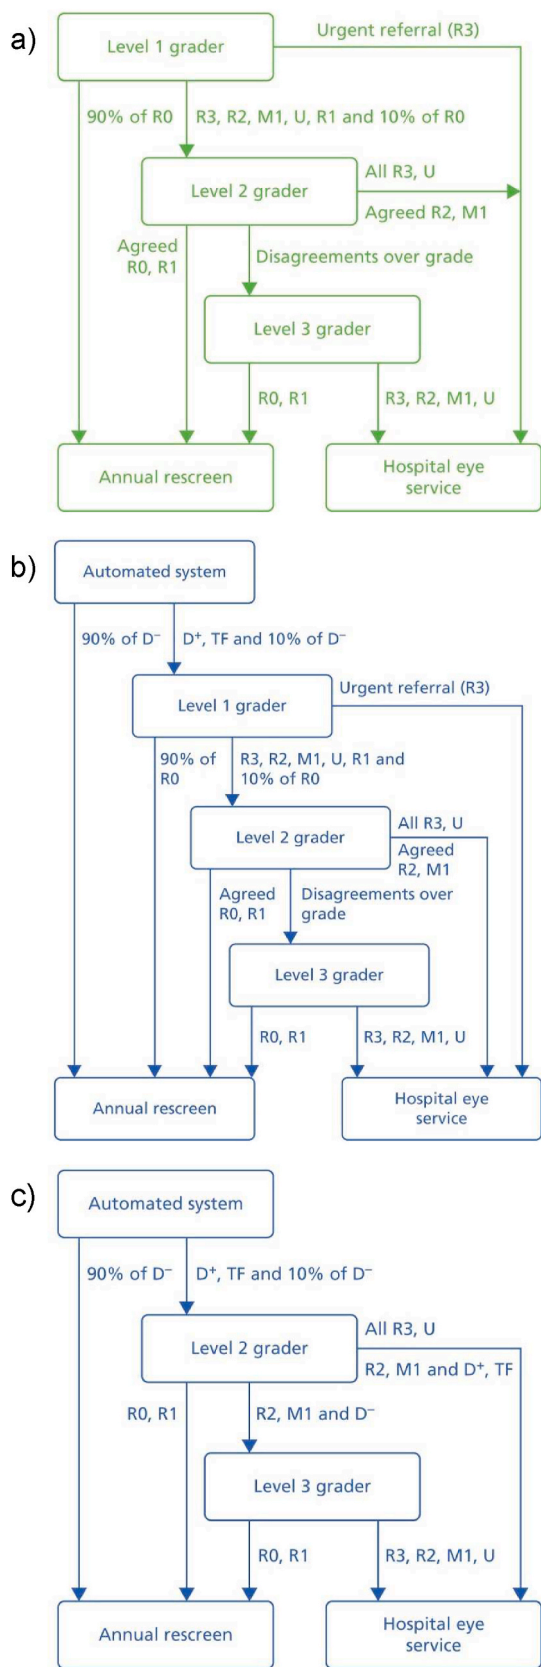 a)
Level 1 grader
Urgent referral (R3)
90% of R0
R3, R2, M1, U, R1 and 10% of R0
Level 2 grader
All R3, U
Agreed R2, M1
Agreed
R0, R1
Disagreements over grade
Level 3 grader
R0, R1
R3, R2, M1, U
Annual rescreen
Hospital eye
service
b)
Automated system
90% of D⁻
D⁺, TF and 10% of D⁻
Level 1 grader
Urgent referral (R3)
90% of
R0
R3, R2, M1, U, R1 and
10% of R0
Level 2 grader
All R3, U
Agreed
R2, M1
Agreed
R0, R1
Disagreements over
grade
Level 3 grader
R0, R1
R3, R2, M1, U
Annual rescreen
Hospital eye
service
c)
Automated system
90% of D⁻
D⁺, TF and 10% of D⁻
Level 2 grader
All R3, U
R2, M1 and D⁺, TF
R0, R1
R2, M1 and D⁻
Level 3 grader
R0, R1
R3, R2, M1, U
Annual rescreen
Hospital eye
service